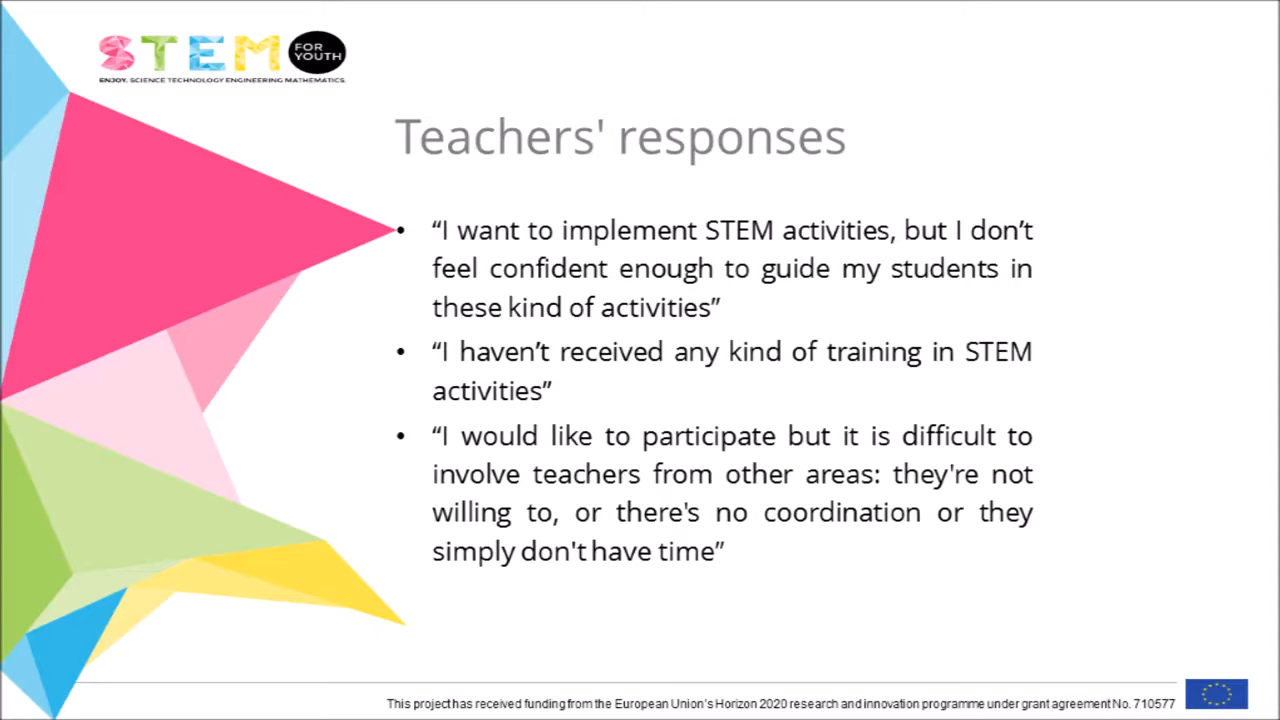 STEM FOR YOUTH
ENJOY. SCIENCE TECHNOLOGY ENGINEERING MATHEMATICS.
Teachers' responses
• “I want to implement STEM activities, but I don’t
feel confident enough to guide my students in
these kind of activities”
• “I haven’t received any kind of training in STEM
activities”
• “I would like to participate but it is difficult to
involve teachers from other areas: they're not
willing to, or there's no coordination or they
simply don't have time”
This project has received funding from the European Union’s Horizon 2020 research and innovation programme under grant agreement No. 710577